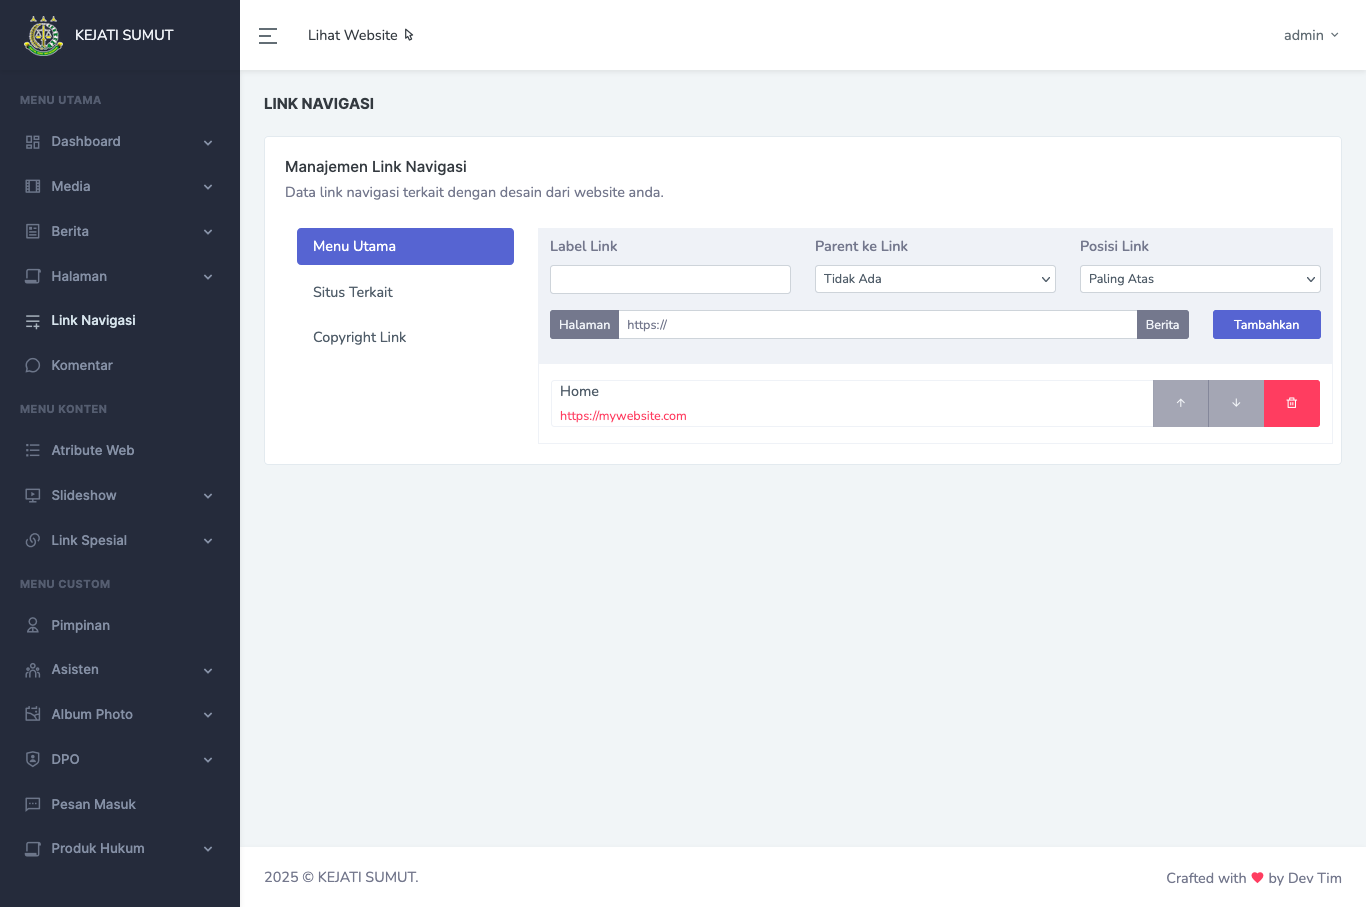 KEJATI SUMUT
Lihat Website
admin
MENU UTAMA
Dashboard
Media
Berita
Halaman
Link Navigasi
Komentar
MENU KONTEN
Atribute Web
Slideshow
Link Spesial
MENU CUSTOM
Pimpinan
Asisten
Album Photo
DPO
Pesan Masuk
Produk Hukum
LINK NAVIGASI
Manajemen Link Navigasi
Data link navigasi terkait dengan desain dari website anda.
Menu Utama
Situs Terkait
Copyright Link
Label Link Parent ke Link Posisi Link
Tidak Ada Paling Atas
Halaman https:// Berita Tambahkan
Home
https://mywebsite.com
2025 © KEJATI SUMUT.
Crafted with ❤ by Dev Tim